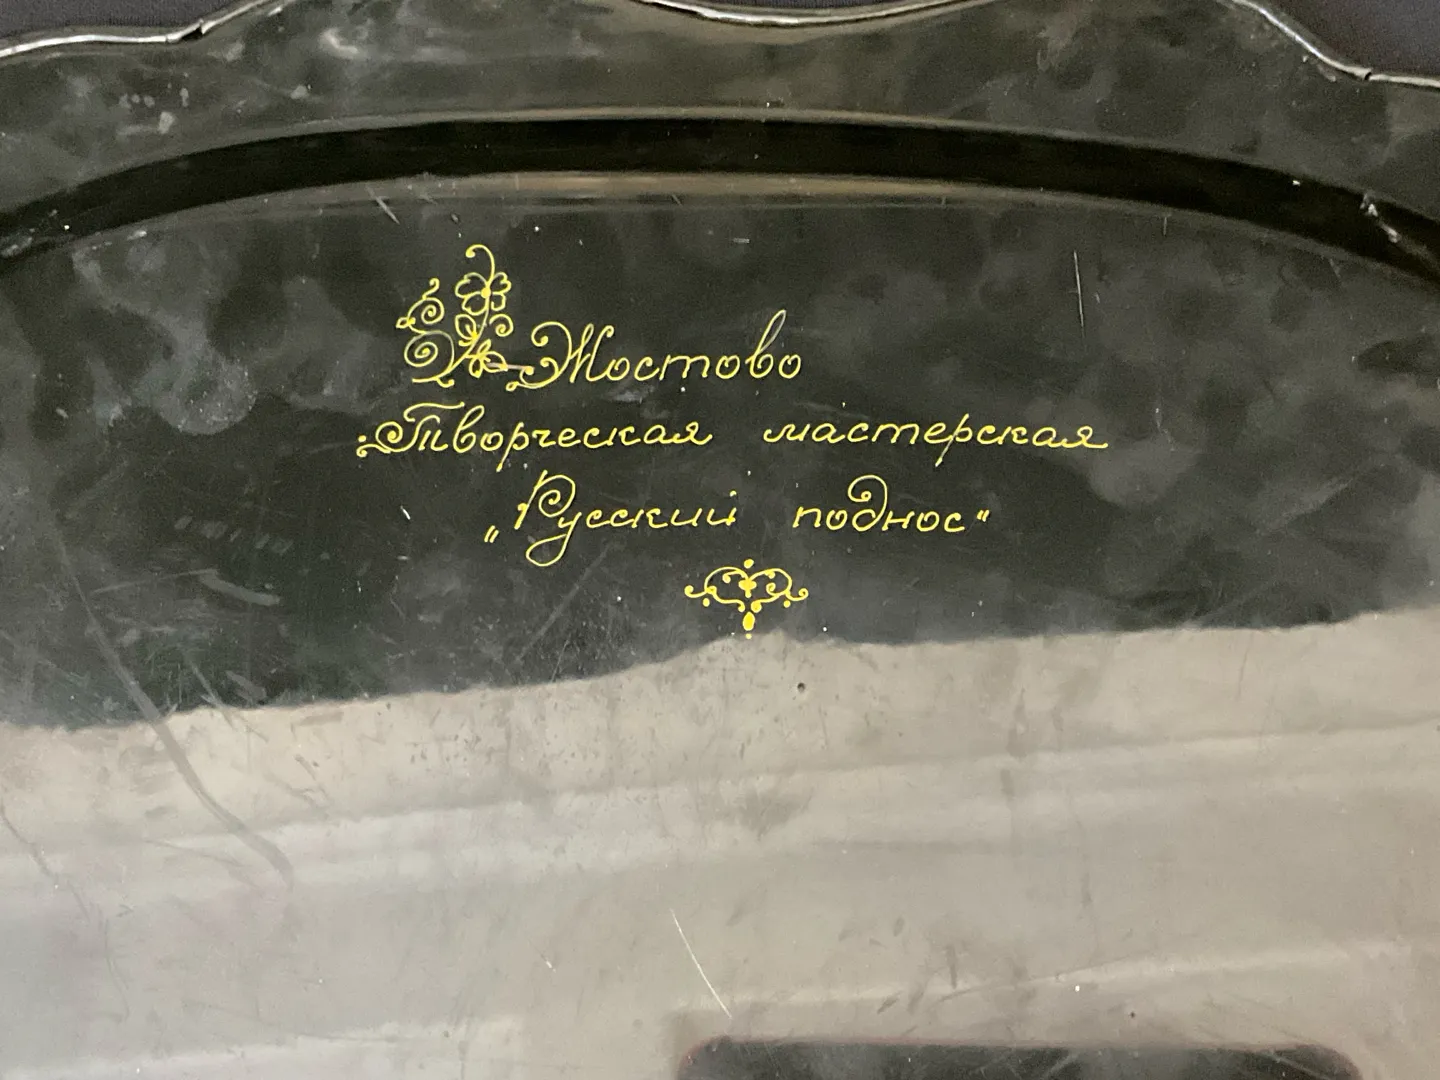 Жостово
Творческая мастерская
„Русский поднос“